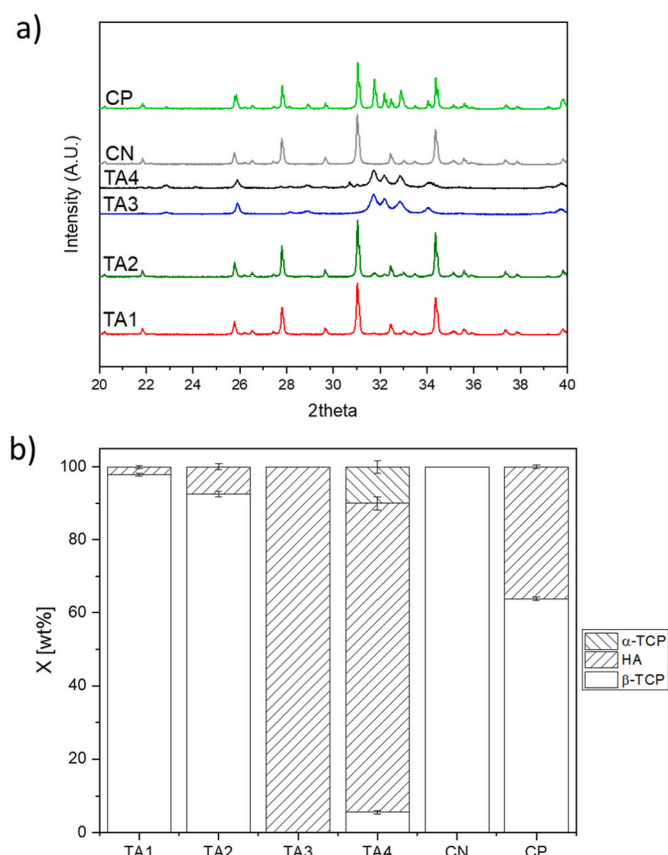 a)
Intensity (A.U.)
CP
CN
TA4
TA3
TA2
TA1
20 22 24 26 28 30 32 34 36 38 40
2theta
b)
X [wt%]
100
80
60
40
20
0
α-TCP
HA
β-TCP
TA1 TA2 TA3 TA4 CN CP